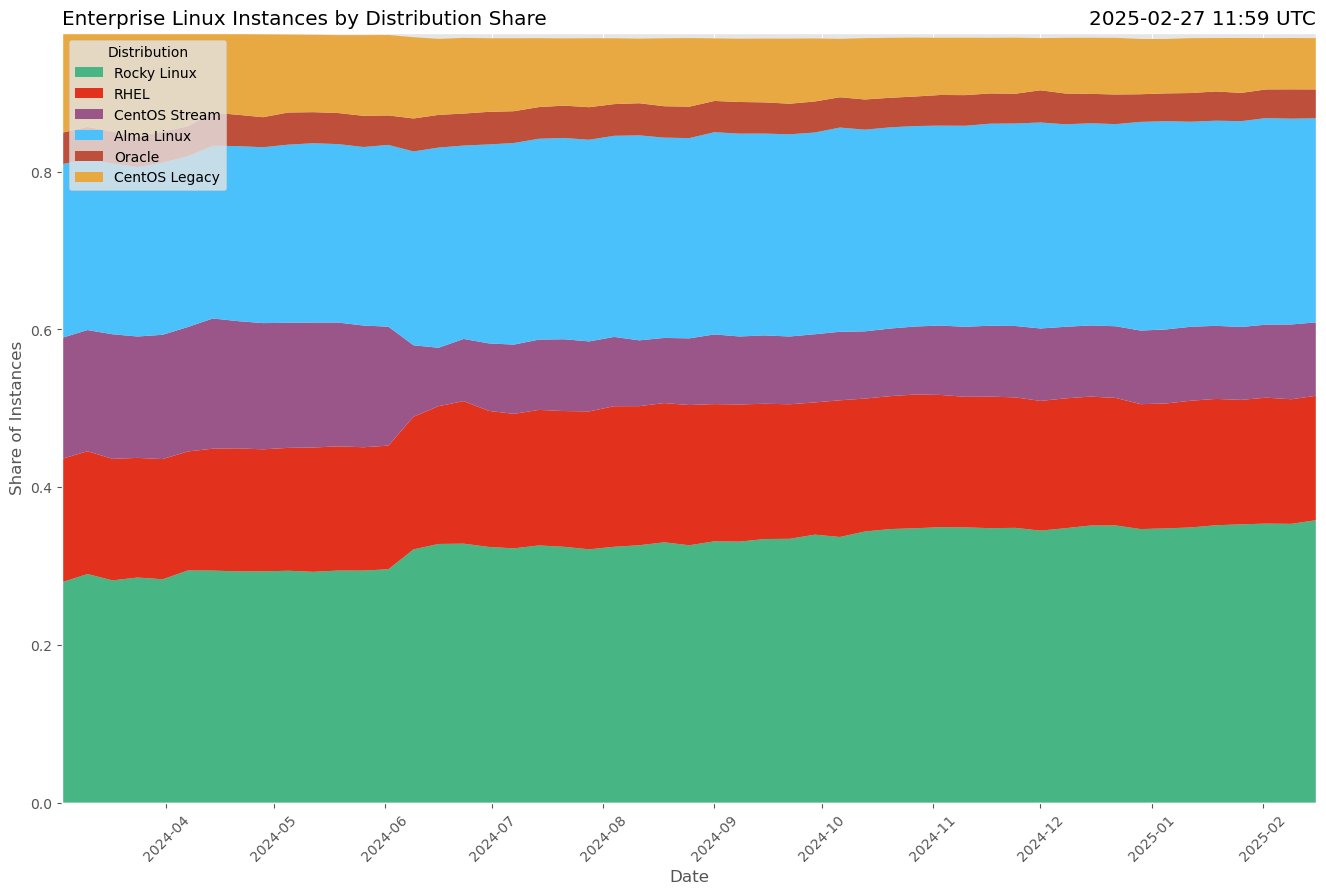 Enterprise Linux Instances by Distribution Share
2025-02-27 11:59 UTC
Distribution
Rocky Linux
RHEL
CentOS Stream
Alma Linux
Oracle
CentOS Legacy
Share of Instances
0.8
0.6
0.4
0.2
0.0
2024-04
2024-05
2024-06
2024-07
2024-08
2024-09
2024-10
2024-11
2024-12
2025-01
2025-02
Date